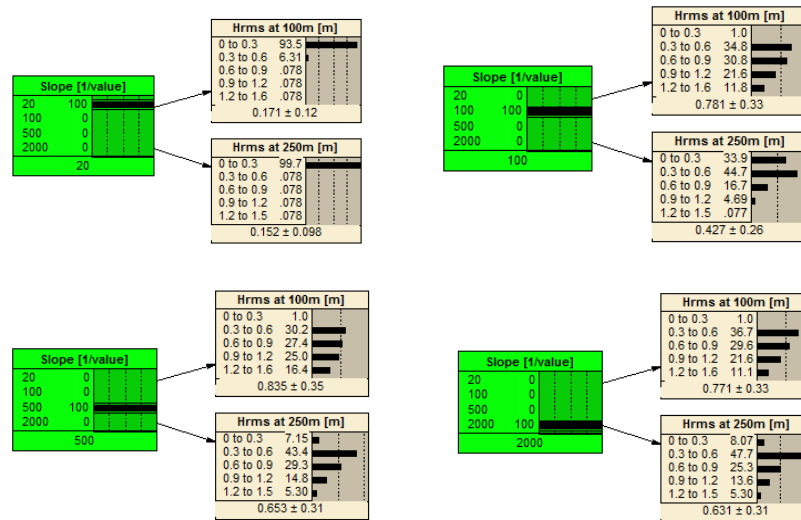 Hrms at 100m [m]
0 to 0.3 93.5
0.3 to 0.6 6.31
0.6 to 0.9 .078
0.9 to 1.2 .078
1.2 to 1.6 .078
0.171 ± 0.12
Slope [1/value]
20 100
100 0
500 0
2000 0
20
Hrms at 250m [m]
0 to 0.3 99.7
0.3 to 0.6 .078
0.6 to 0.9 .078
0.9 to 1.2 .078
1.2 to 1.5 .078
0.152 ± 0.098
Hrms at 100m [m]
0 to 0.3 1.0
0.3 to 0.6 34.8
0.6 to 0.9 30.8
0.9 to 1.2 21.6
1.2 to 1.6 11.8
0.781 ± 0.33
Slope [1/value]
20 0
100 100
500 0
2000 0
100
Hrms at 250m [m]
0 to 0.3 33.9
0.3 to 0.6 44.7
0.6 to 0.9 16.7
0.9 to 1.2 4.69
1.2 to 1.5 .077
0.427 ± 0.26
Hrms at 100m [m]
0 to 0.3 1.0
0.3 to 0.6 30.2
0.6 to 0.9 27.4
0.9 to 1.2 25.0
1.2 to 1.6 16.4
0.835 ± 0.35
Slope [1/value]
20 0
100 0
500 100
2000 0
500
Hrms at 250m [m]
0 to 0.3 7.15
0.3 to 0.6 43.4
0.6 to 0.9 29.3
0.9 to 1.2 14.8
1.2 to 1.5 5.30
0.653 ± 0.31
Hrms at 100m [m]
0 to 0.3 1.0
0.3 to 0.6 36.7
0.6 to 0.9 29.6
0.9 to 1.2 21.6
1.2 to 1.6 11.1
0.771 ± 0.33
Slope [1/value]
20 0
100 0
500 0
2000 100
2000
Hrms at 250m [m]
0 to 0.3 8.07
0.3 to 0.6 47.7
0.6 to 0.9 25.3
0.9 to 1.2 13.6
1.2 to 1.5 5.30
0.631 ± 0.31